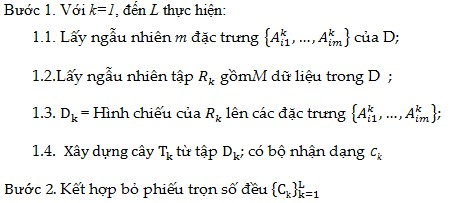 Bước 1. Với k=1, đến L thực hiện:
1.1. Lấy ngẫu nhiên m đặc trưng {A_{i1}^k, …, A_{im}^k} của D;
1.2.Lấy ngẫu nhiên tập R_k gồmM dữ liệu trong D ;
1.3. D_k = Hình chiếu của R_k lên các đặc trưng {A_{i1}^k, …, A_{im}^k};
1.4. Xây dựng cây T_k từ tập D_k; có bộ nhận dạng C_k
Bước 2. Kết hợp bỏ phiếu trọn số đều {C_k}_{k=1}^L